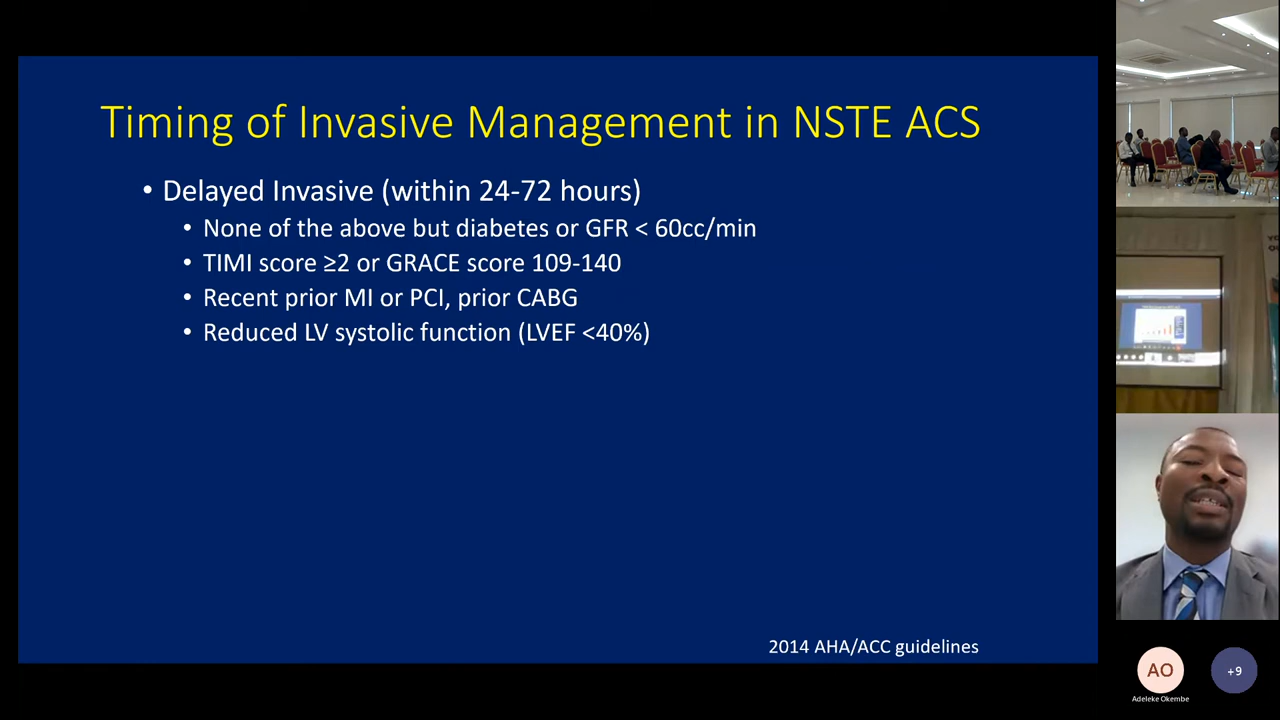 Timing of Invasive Management in NSTE ACS
• Delayed Invasive (within 24-72 hours)
• None of the above but diabetes or GFR < 60cc/min
• TIMI score ≥2 or GRACE score 109-140
• Recent prior MI or PCI, prior CABG
• Reduced LV systolic function (LVEF <40%)
2014 AHA/ACC guidelines
AO
+9
Adeleke Okembe